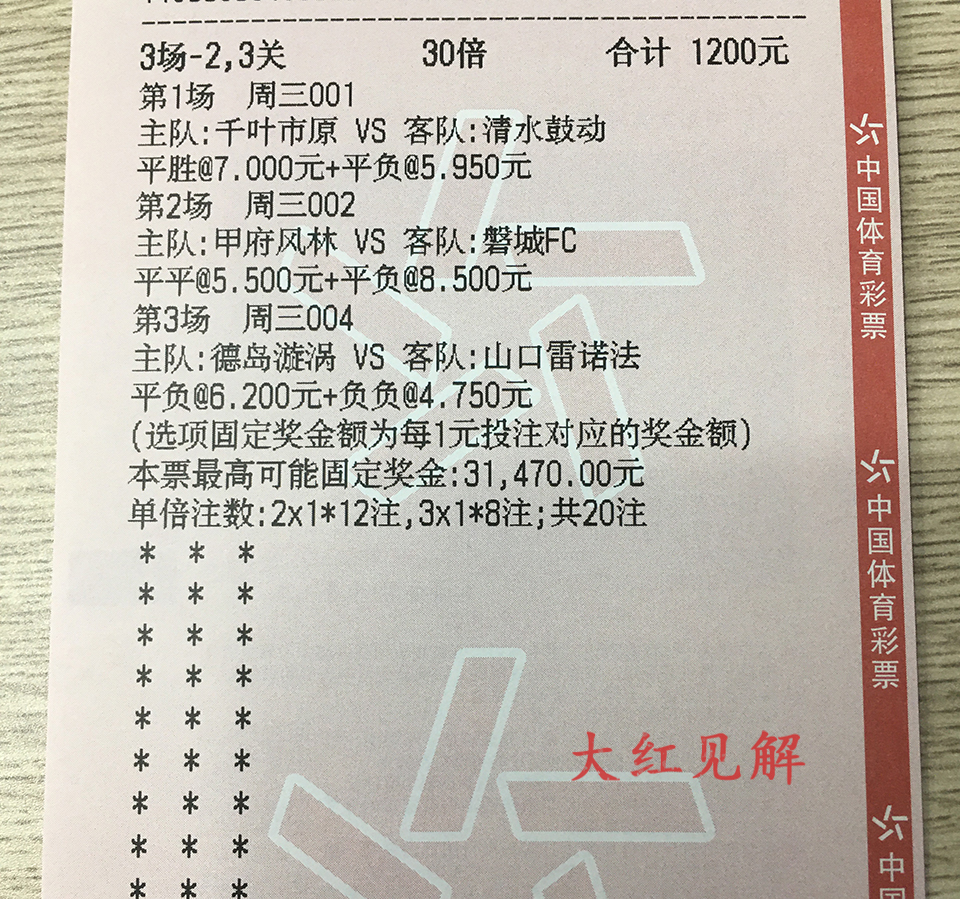 3场-2,3关 30倍 合计 1200元
第1场 周三001
主队:千叶市原 VS 客队:清水鼓动
平胜@7.000元+平负@5.950元
第2场 周三002
主队:甲府风林 VS 客队:磐城FC
平平@5.500元+平负@8.500元
第3场 周三004
主队:德岛漩涡 VS 客队:山口雷诺法
平负@6.200元+负负@4.750元
(选项固定奖金额为每1元投注对应的奖金额)
本票最高可能固定奖金:31,470.00元
单倍注数:2x1*12注,3x1*8注;共20注
* * *
* * *
* * *
* * *
* * *
* * *
* * *
* * *
* * *
大红见解
中国体育彩票
中国体育彩票
中国